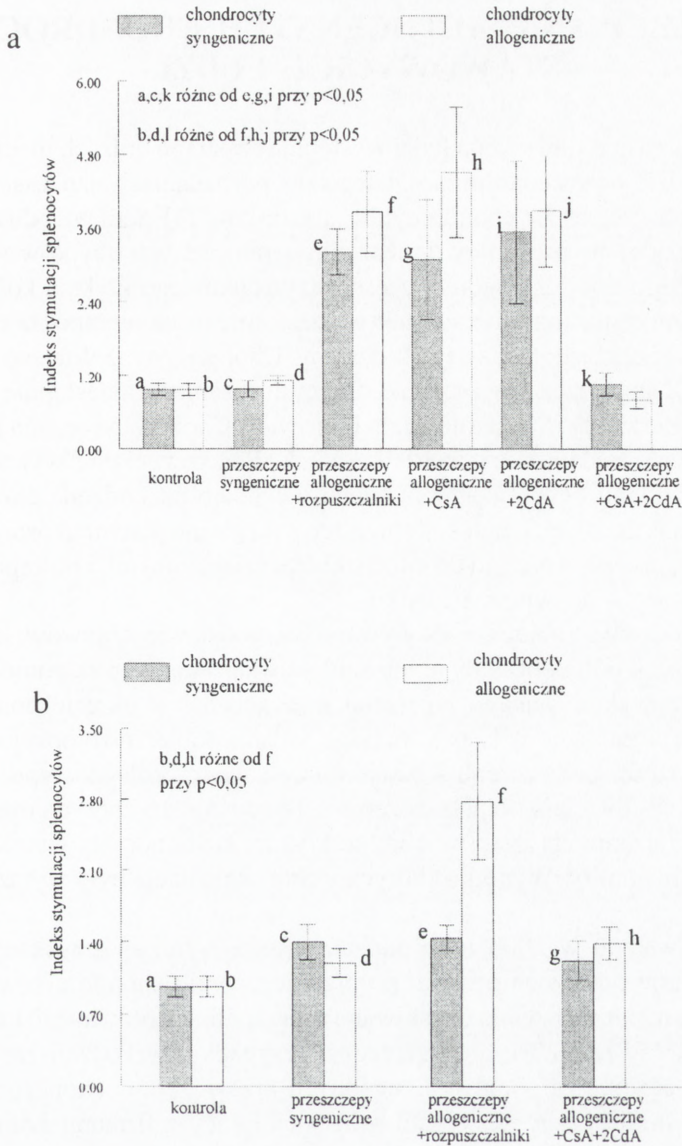 a
chondrocyty
syngeniczne
chondrocyty
allogeniczne
Indeks stymulacji splenocytów
6.00
4.80
3.60
2.40
1.20
0.00
a,c,k różne od e,g,i przy p<0,05
b,d,l różne od f,h,j przy p<0,05
a b c d e f g h i j k l
kontrola
przeszczepy
syngeniczne
przeszczepy
allogeniczne
+rozpuszczalniki
przeszczepy
allogeniczne
+CsA
przeszczepy
allogeniczne
+2CdA
przeszczepy
allogeniczne
+CsA+2CdA
b
chondrocyty
syngeniczne
chondrocyty
allogeniczne
Indeks stymulacji splenocytów
3.50
2.80
2.10
1.40
0.70
0.00
b,d,h różne od f
przy p<0,05
a b c d e f g h
kontrola
przeszczepy
syngeniczne
przeszczepy
allogeniczne
+rozpuszczalniki
przeszczepy
allogeniczne
+CsA+2CdA